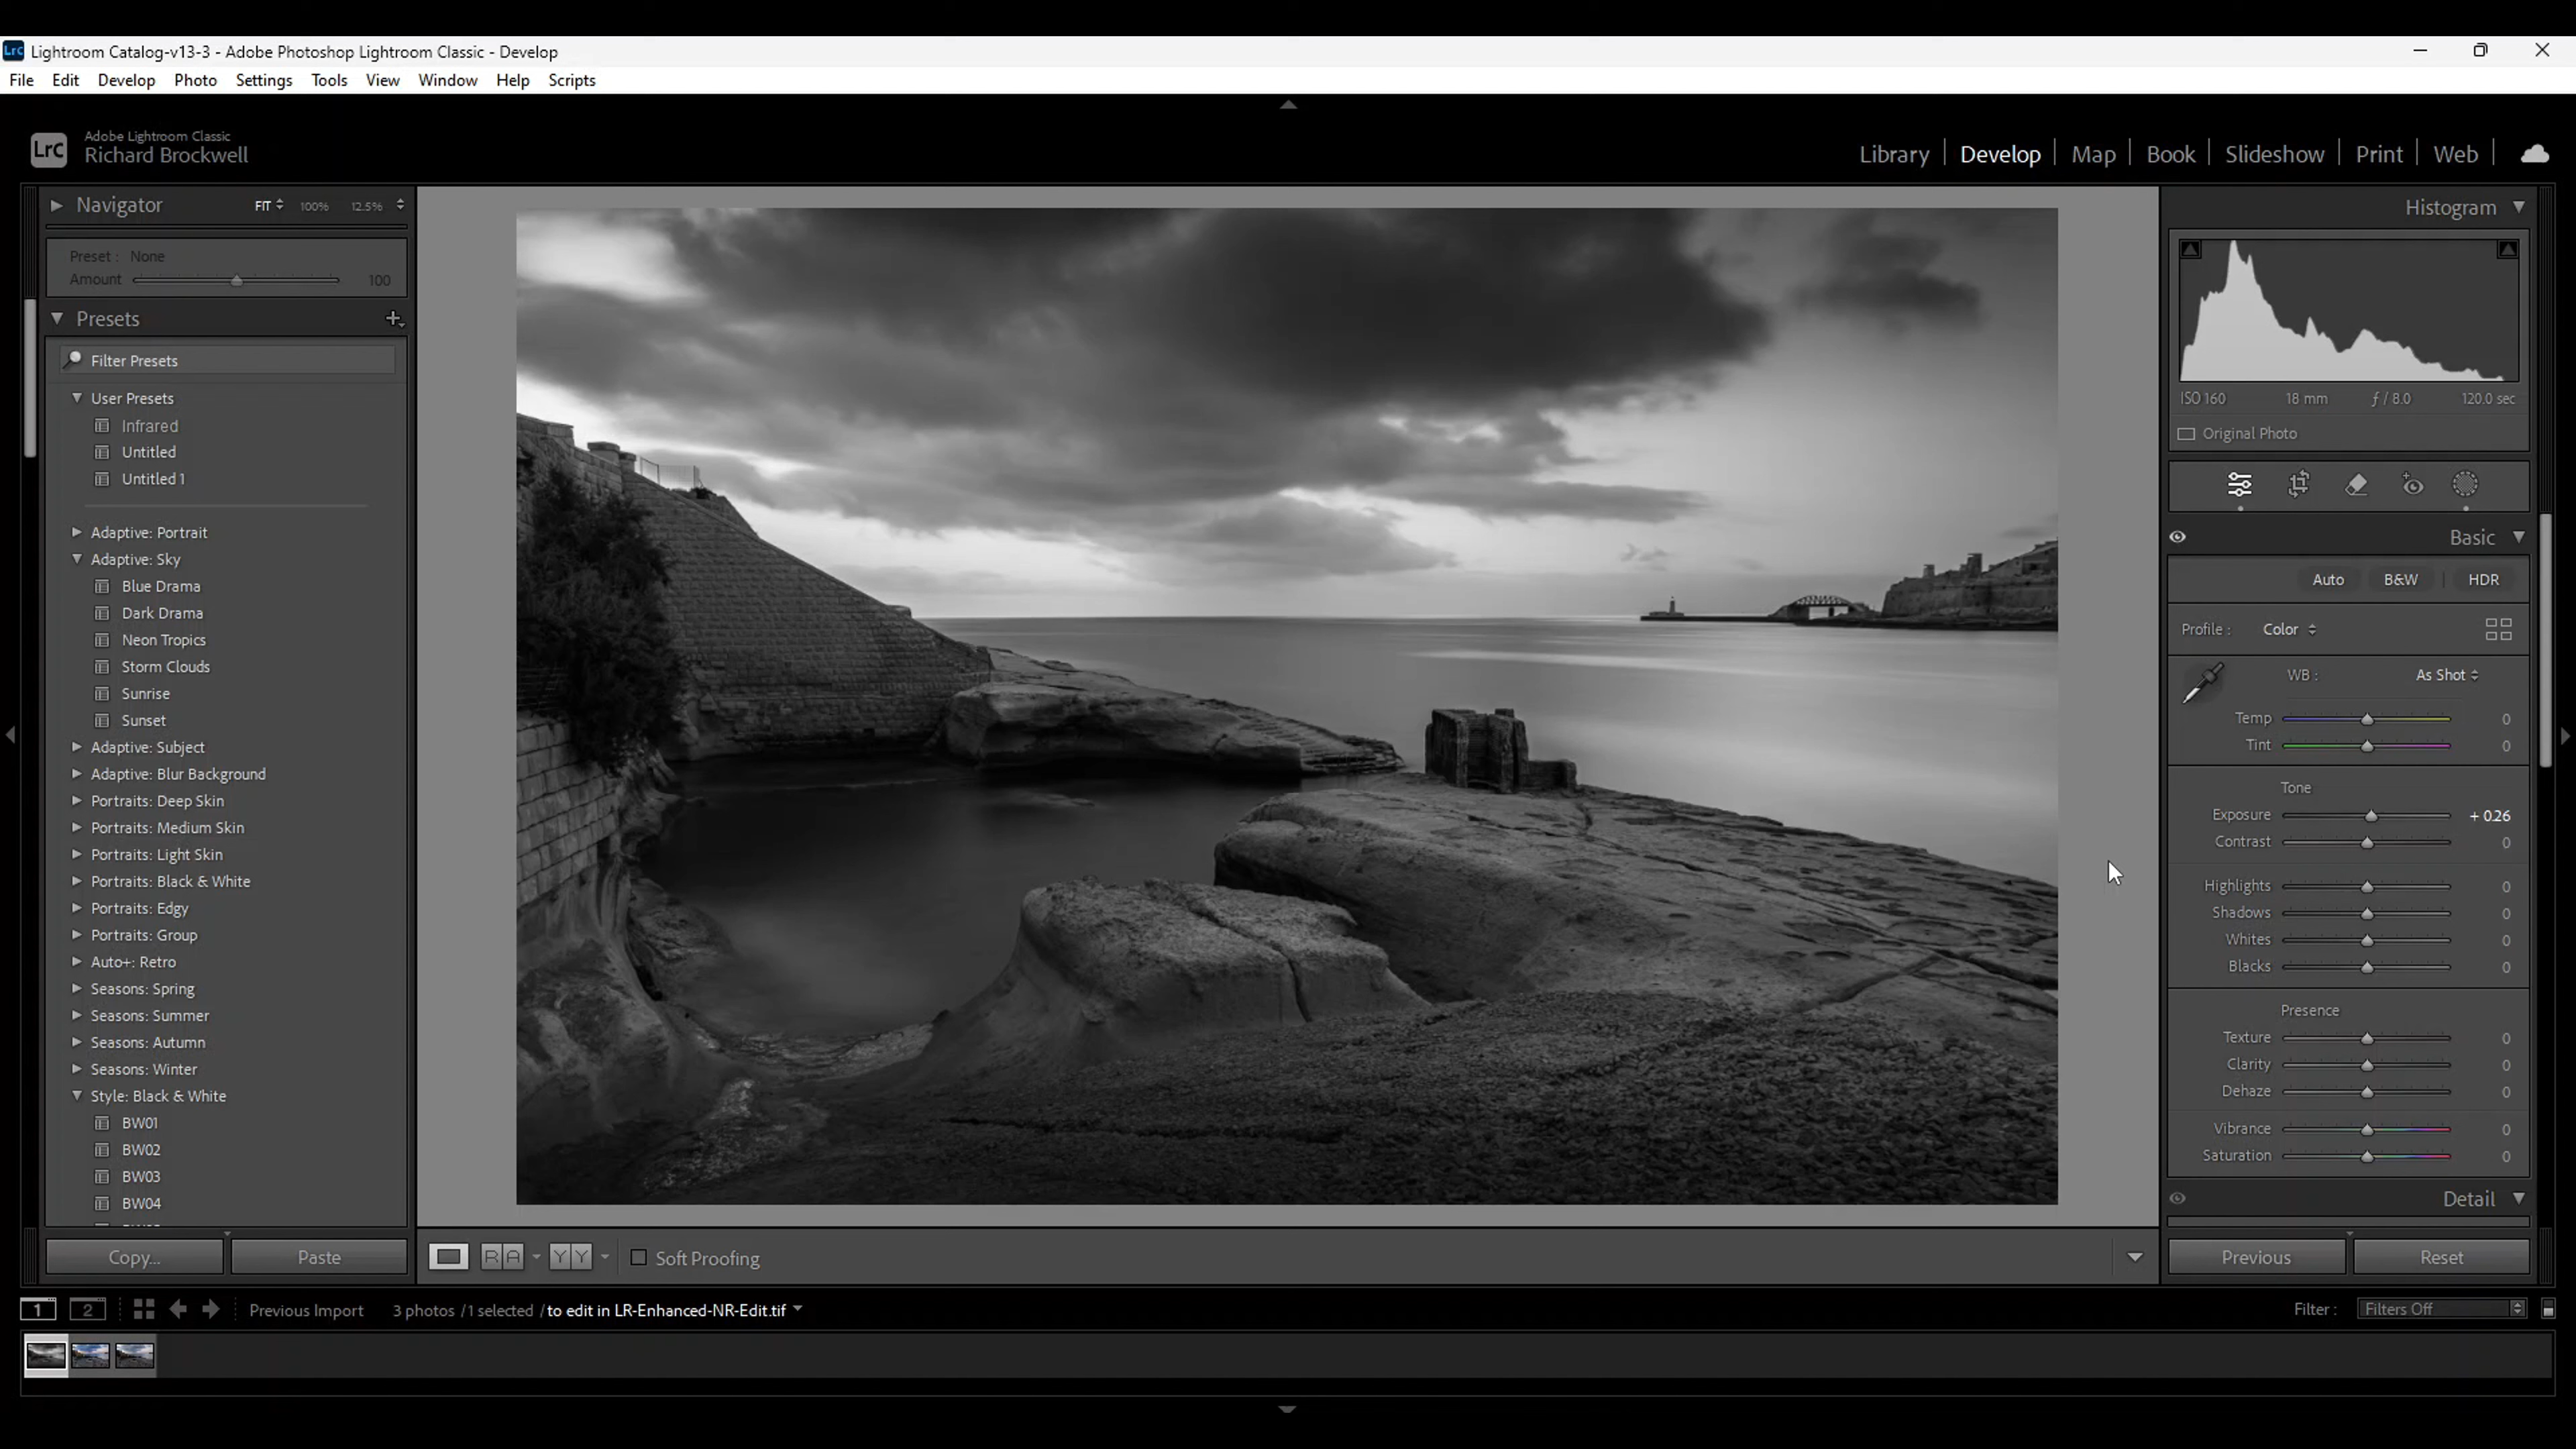 Lrc Lightroom Catalog-v13-3 - Adobe Photoshop Lightroom Classic - Develop
File Edit Develop Photo Settings Tools View Window Help Scripts
LrC Adobe Lightroom Classic
Richard Brockwell
Library Develop Map Book Slideshow Print Web
Navigator FIT 100% 12.5%
Preset : None
Amount 100
Presets
Filter Presets
User Presets
Infrared
Untitled
Untitled 1
Adaptive: Portrait
Adaptive: Sky
Blue Drama
Dark Drama
Neon Tropics
Storm Clouds
Sunrise
Sunset
Adaptive: Subject
Adaptive: Blur Background
Portraits: Deep Skin
Portraits: Medium Skin
Portraits: Light Skin
Portraits: Black & White
Portraits: Edgy
Portraits: Group
Auto+: Retro
Seasons: Spring
Seasons: Summer
Seasons: Autumn
Seasons: Winter
Style: Black & White
BW01
BW02
BW03
BW04
Copy... Paste
R A Y Y Soft Proofing
Histogram
ISO 160 18 mm ƒ / 8.0 120.0 sec
Original Photo
Basic
Auto B&W HDR
Profile : Color
WB : As Shot
Temp 0
Tint 0
Tone
Exposure + 0.26
Contrast 0
Highlights 0
Shadows 0
Whites 0
Blacks 0
Presence
Texture 0
Clarity 0
Dehaze 0
Vibrance 0
Saturation 0
Detail
Previous Reset
1 2 Previous Import 3 photos / 1 selected / to edit in LR-Enhanced-NR-Edit.tif Filter : Filters Off